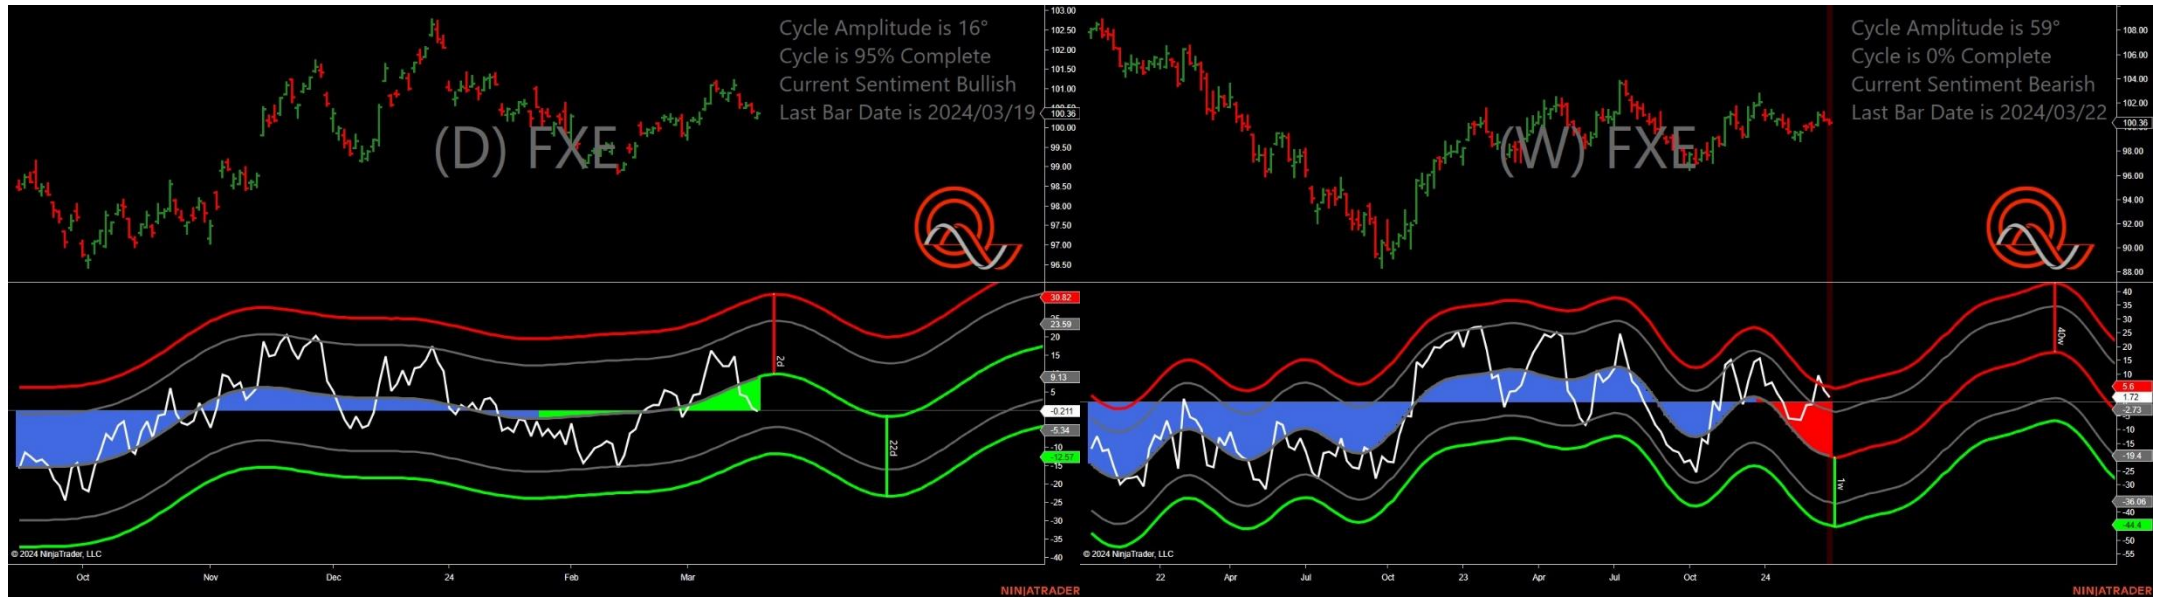 Cycle Amplitude is 16°
Cycle is 95% Complete
Current Sentiment Bullish
Last Bar Date is 2024/03/19
(D) FXE
103.00
102.50
102.00
101.50
101.00
100.50
100.36
100.00
99.50
99.00
98.50
98.00
97.50
97.00
96.50
30.82
23.59
20
15
9.13
5
-0.211
-5.34
-10
-12.57
-15
-20
-25
-30
-35
-40
2d
22d
© 2024 NinjaTrader, LLC
Oct
Nov
Dec
24
Feb
Mar
NINJATRADER
Cycle Amplitude is 59°
Cycle is 0% Complete
Current Sentiment Bearish
Last Bar Date is 2024/03/22
(W) FXE
108.00
106.00
104.00
102.00
100.36
98.00
96.00
94.00
92.00
90.00
88.00
40
35
30
25
20
15
10
5.6
1.72
-2.73
-10
-15
-19.4
-25
-30
-36.06
-40
-44.4
-50
-55
40w
1w
© 2024 NinjaTrader, LLC
22
Apr
Jul
Oct
23
Apr
Jul
Oct
24
NINJATRADER